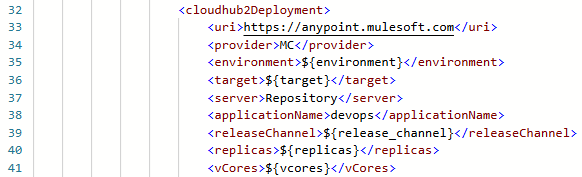 32 <cloudhub2Deployment>
33 <uri>https://anypoint.mulesoft.com</uri>
34 <provider>MC</provider>
35 <environment>${environment}</environment>
36 <target>${target}</target>
37 <server>Repository</server>
38 <applicationName>devops</applicationName>
39 <releaseChannel>${release_channel}</releaseChannel>
40 <replicas>${replicas}</replicas>
41 <vCores>${vcores}</vCores>